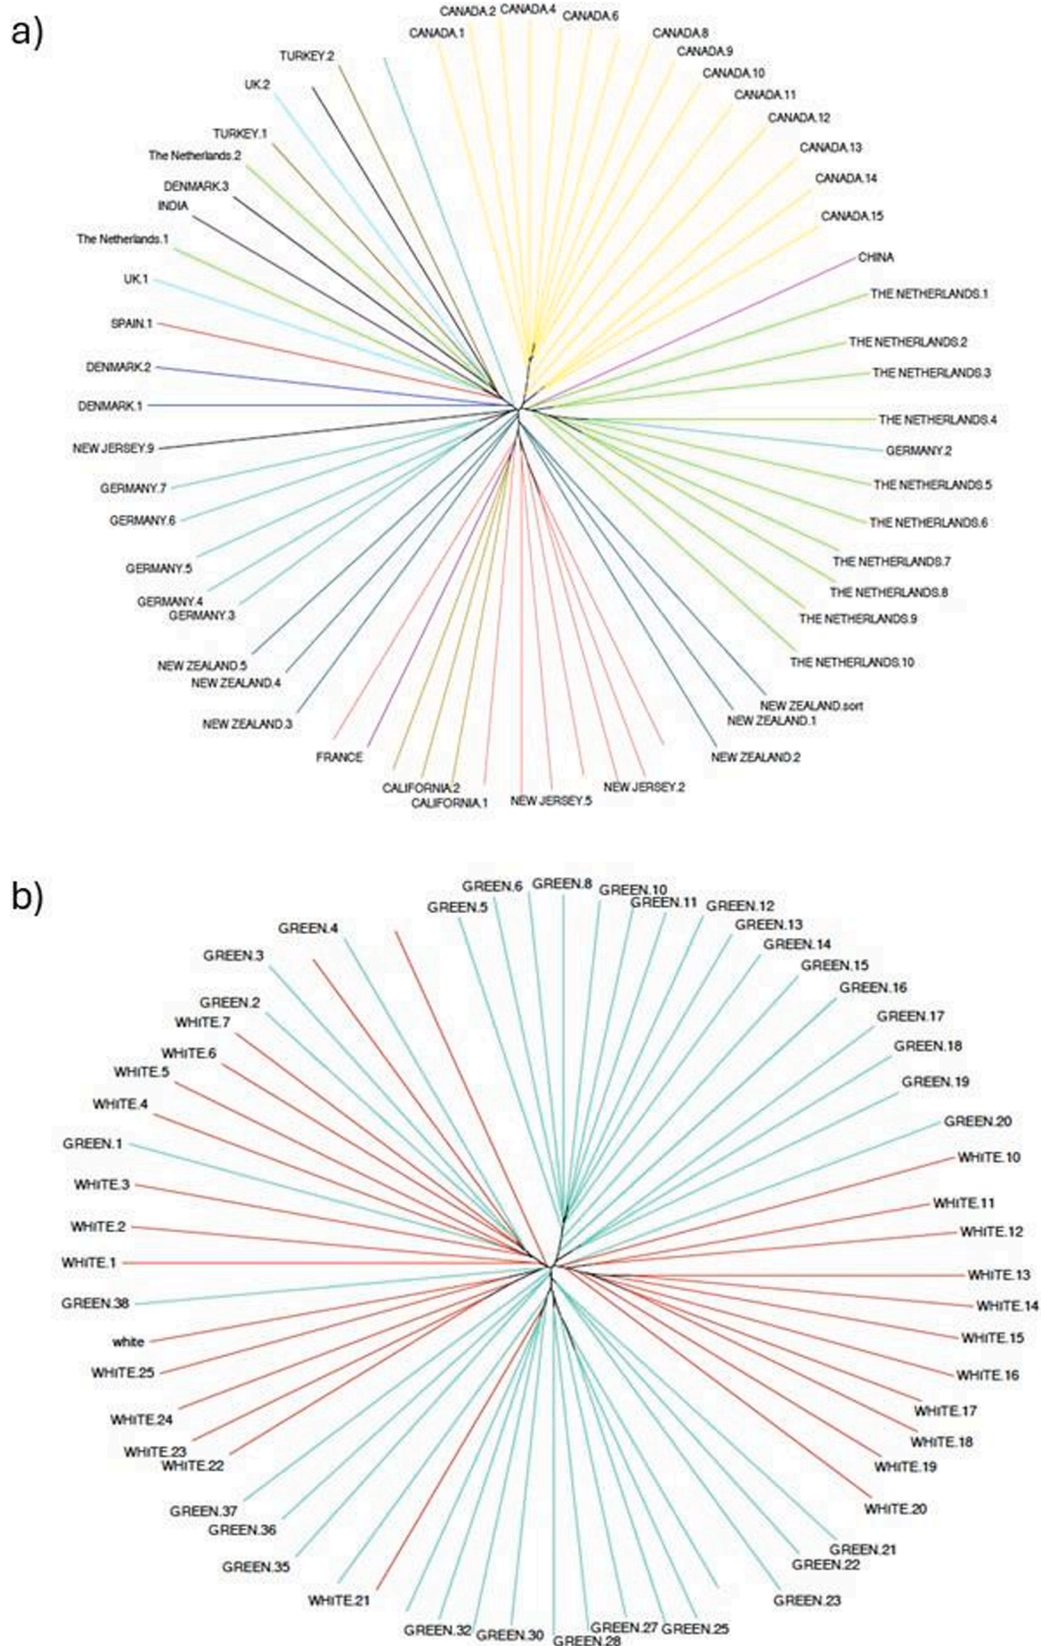 a)
CANADA.2
CANADA.4
CANADA.6
CANADA.1
CANADA.8
CANADA.9
TURKEY.2
CANADA.10
UK.2
CANADA.11
CANADA.12
TURKEY.1
CANADA.13
The Netherlands.2
CANADA.14
DENMARK.3
INDIA
CANADA.15
The Netherlands.1
CHINA
UK.1
THE NETHERLANDS.1
SPAIN.1
THE NETHERLANDS.2
DENMARK.2
THE NETHERLANDS.3
DENMARK.1
THE NETHERLANDS.4
NEW JERSEY.9
GERMANY.2
GERMANY.7
THE NETHERLANDS.5
GERMANY.6
THE NETHERLANDS.6
THE NETHERLANDS.7
GERMANY.5
THE NETHERLANDS.8
GERMANY.4
GERMANY.3
THE NETHERLANDS.9
NEW ZEALAND.5
THE NETHERLANDS.10
NEW ZEALAND.4
NEW ZEALAND.sort
NEW ZEALAND.3
NEW ZEALAND.1
FRANCE
NEW ZEALAND.2
CALIFORNIA.2
NEW JERSEY.2
CALIFORNIA.1
NEW JERSEY.5
b)
GREEN.6
GREEN.8
GREEN.10
GREEN.5
GREEN.11
GREEN.12
GREEN.4
GREEN.13
GREEN.14
GREEN.3
GREEN.15
GREEN.16
GREEN.2
GREEN.17
WHITE.7
GREEN.18
WHITE.6
WHITE.5
GREEN.19
WHITE.4
GREEN.20
GREEN.1
WHITE.10
WHITE.3
WHITE.11
WHITE.2
WHITE.12
WHITE.1
WHITE.13
GREEN.38
WHITE.14
white
WHITE.15
WHITE.25
WHITE.16
WHITE.24
WHITE.17
WHITE.23
WHITE.18
WHITE.22
WHITE.19
GREEN.37
WHITE.20
GREEN.36
GREEN.21
GREEN.35
GREEN.22
WHITE.21
GREEN.23
GREEN.32
GREEN.30
GREEN.28
GREEN.27
GREEN.25